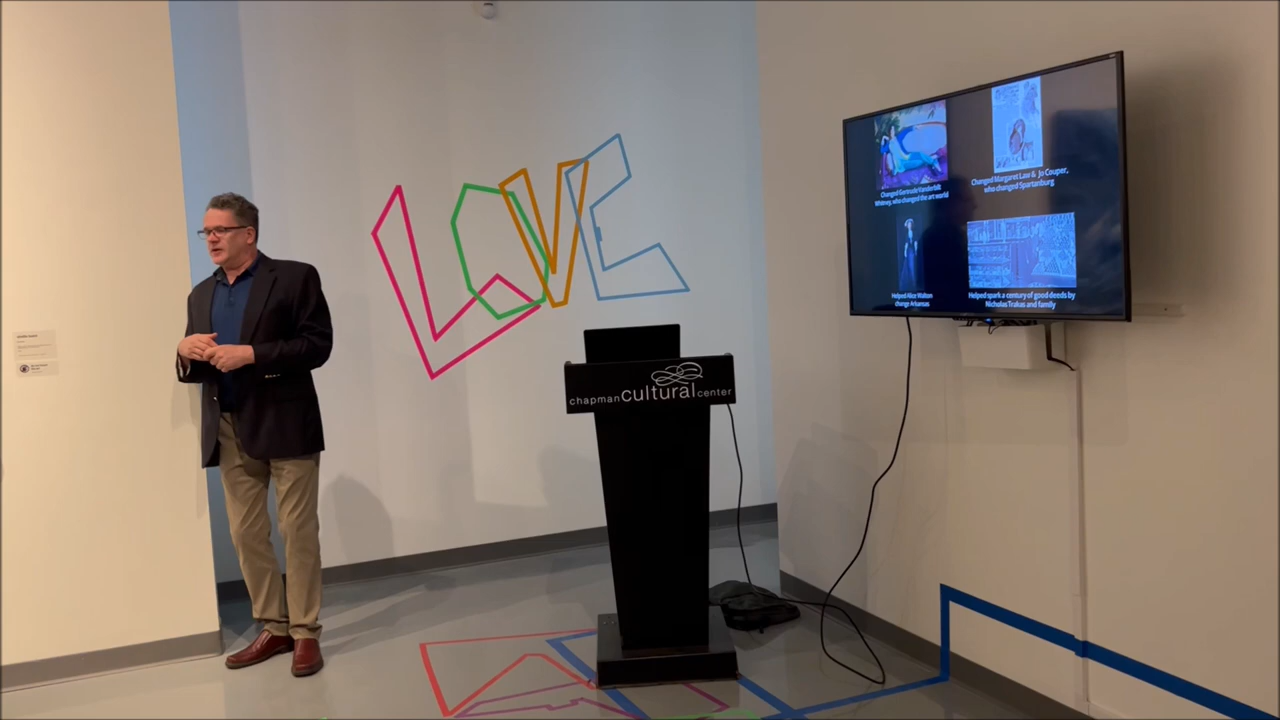 LOVE
chapman cultural center
Changed Gertrude Vanderbilt
Whitney, who changed the art world
Changed Margaret Law & Jo Couper,
who changed Spartanburg
Helped Alice Walton
change Arkansas
Helped spark a century of good deeds by
Nicholas Trakas and family